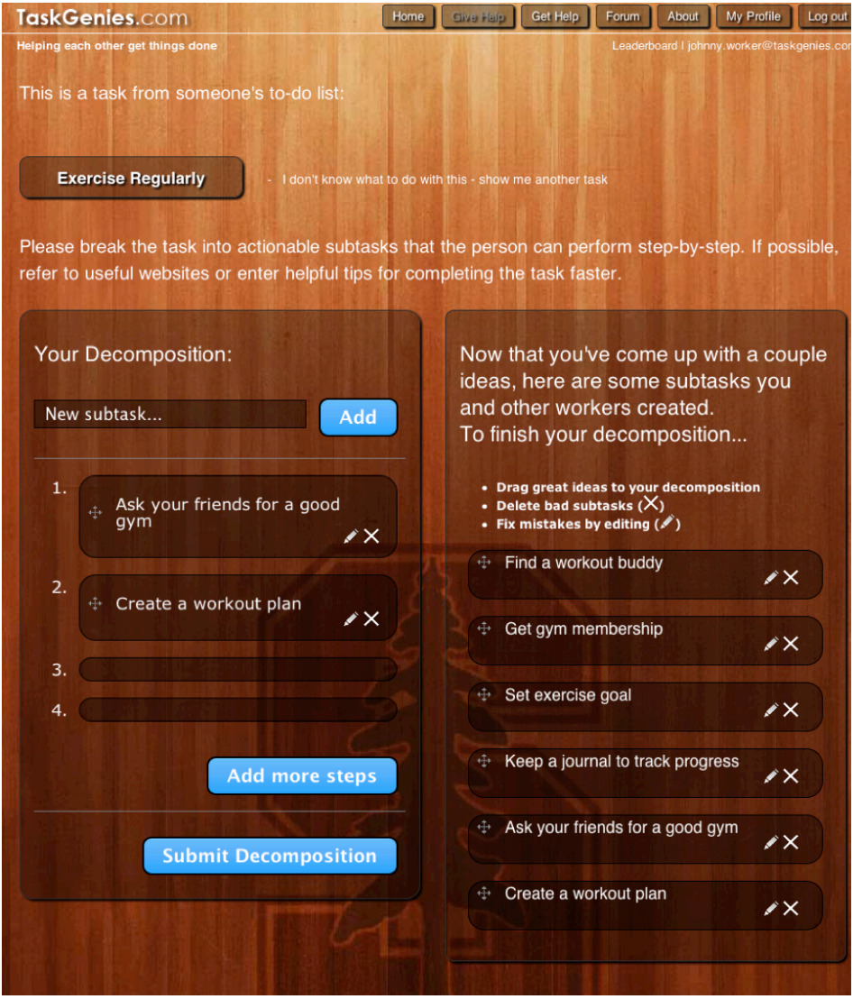 TaskGenies.com
Home Give Help Get Help Forum About My Profile Log out
Helping each other get things done
Leaderboard | johnny.worker@taskgenies.com
This is a task from someone's to-do list:
Exercise Regularly
- I don't know what to do with this - show me another task
Please break the task into actionable subtasks that the person can perform step-by-step. If possible,
refer to useful websites or enter helpful tips for completing the task faster.
Your Decomposition:
New subtask...
Add
1.
Ask your friends for a good
gym
2.
Create a workout plan
3.
4.
Add more steps
Submit Decomposition
Now that you've come up with a couple
ideas, here are some subtasks you
and other workers created.
To finish your decomposition...
• Drag great ideas to your decomposition
• Delete bad subtasks (✕)
• Fix mistakes by editing (✎)
Find a workout buddy
Get gym membership
Set exercise goal
Keep a journal to track progress
Ask your friends for a good gym
Create a workout plan